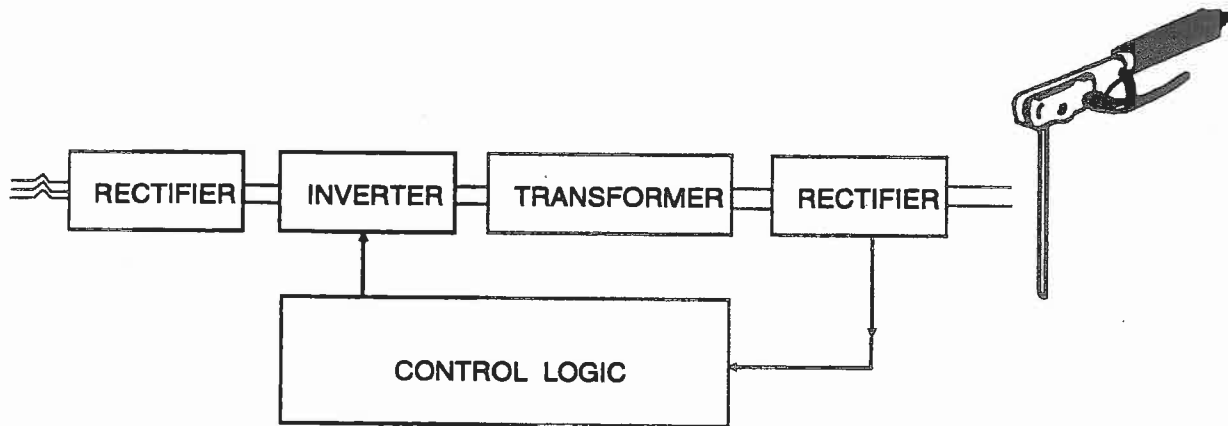 RECTIFIER
INVERTER
TRANSFORMER
RECTIFIER
CONTROL LOGIC